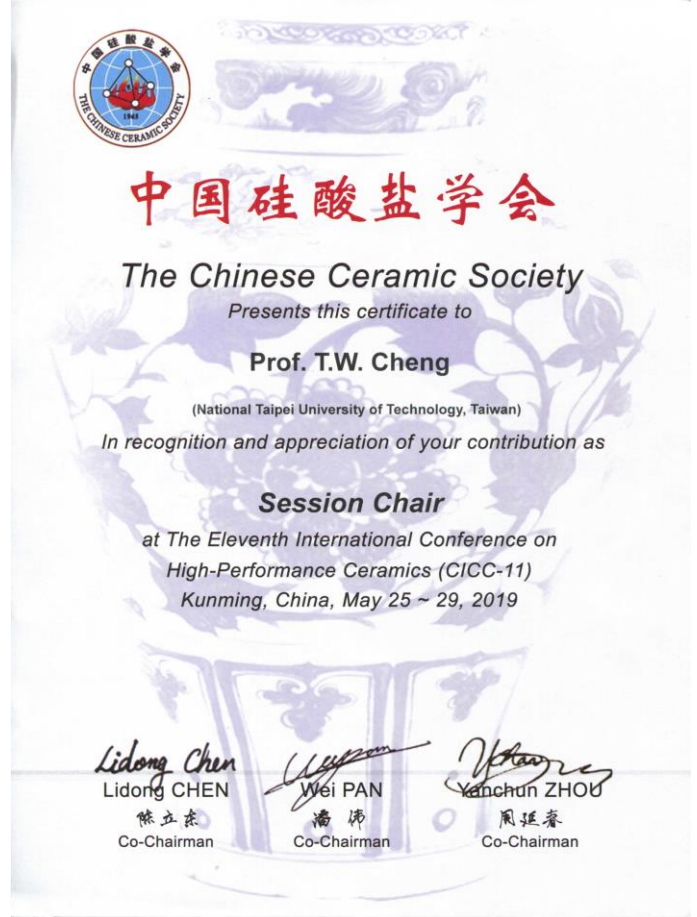 中国硅酸盐学会
THE CHINESE CERAMIC SOCIETY
1945
中国硅酸盐学会
The Chinese Ceramic Society
Presents this certificate to
Prof. T.W. Cheng
(National Taipei University of Technology, Taiwan)
In recognition and appreciation of your contribution as
Session Chair
at The Eleventh International Conference on
High-Performance Ceramics (CICC-11)
Kunming, China, May 25 ~ 29, 2019
Lidong Chen
Lidong CHEN Wei PAN Yanchun ZHOU
陈立东 潘伟 周延春
Co-Chairman Co-Chairman Co-Chairman